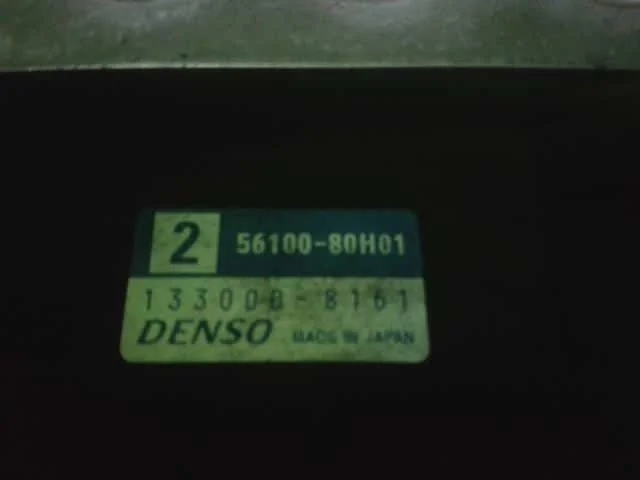 2 56100-80H01
133000-8161
DENSO MADE IN JAPAN